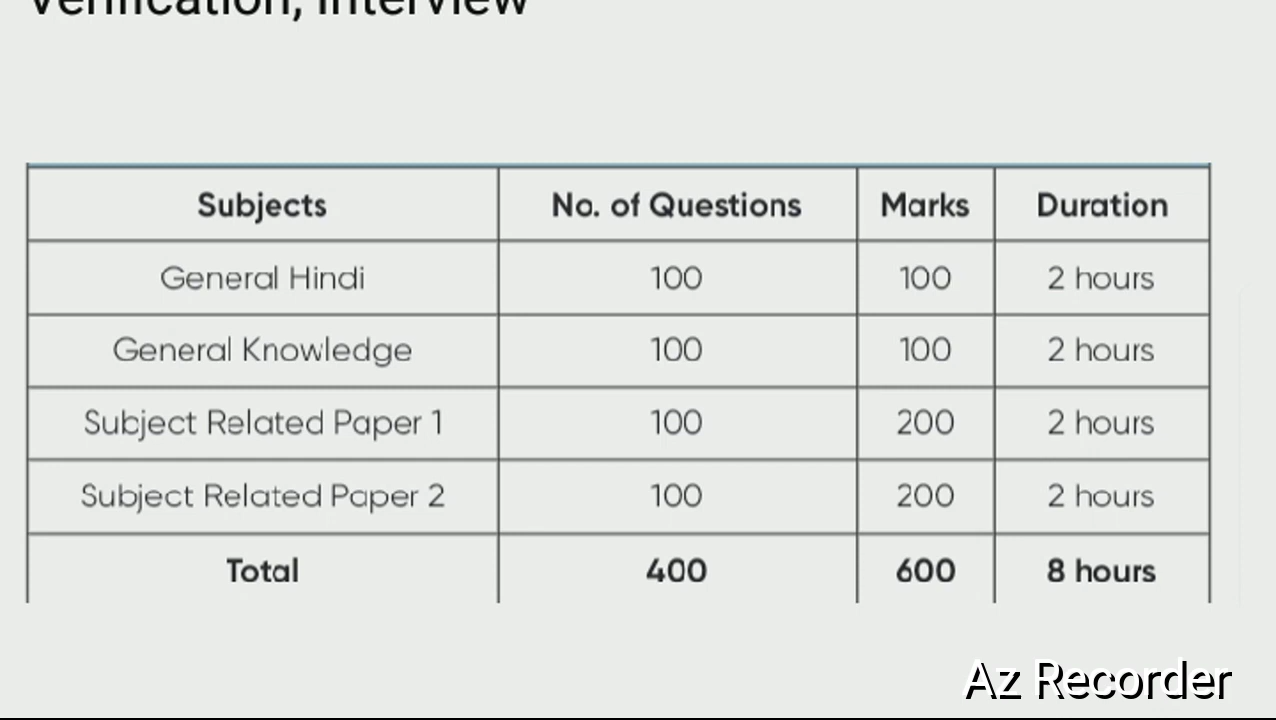 Verification, Interview
Subjects No. of Questions Marks Duration
General Hindi 100 100 2 hours
General Knowledge 100 100 2 hours
Subject Related Paper 1 100 200 2 hours
Subject Related Paper 2 100 200 2 hours
Total 400 600 8 hours
Az Recorder